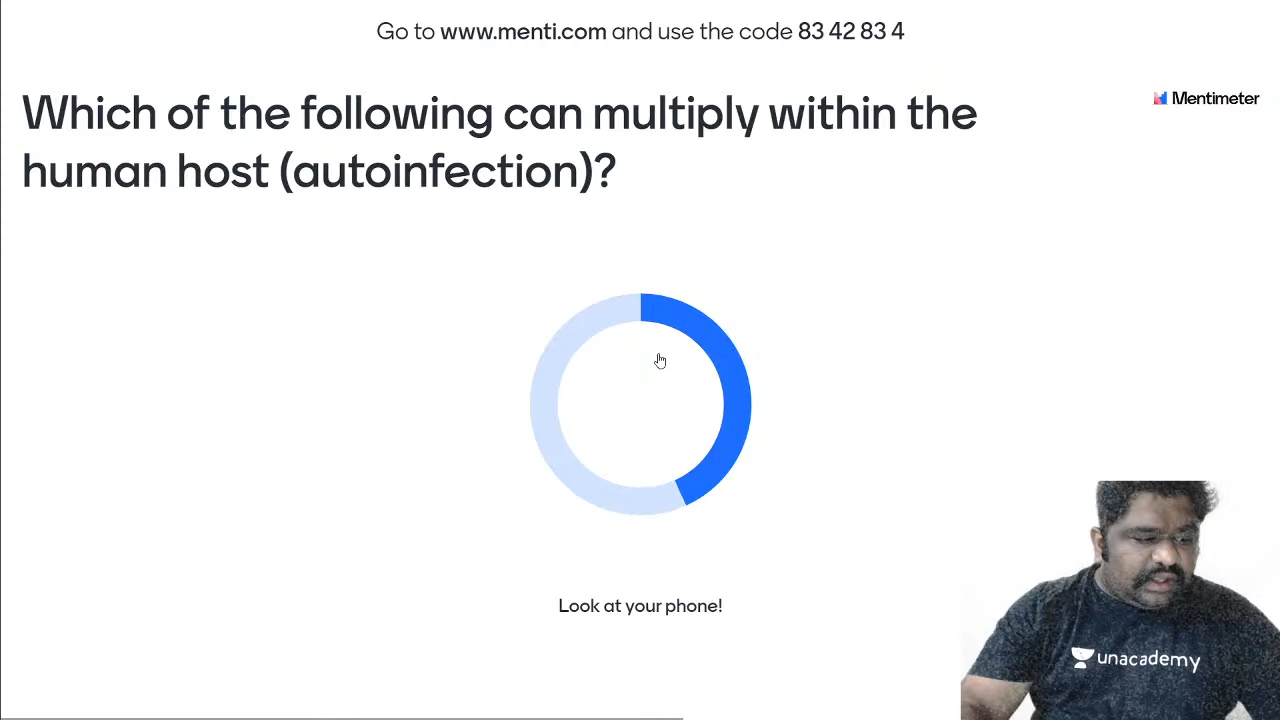 Go to www.menti.com and use the code 83 42 83 4
Which of the following can multiply within the
human host (autoinfection)?
Mentimeter
Look at your phone!
unacademy